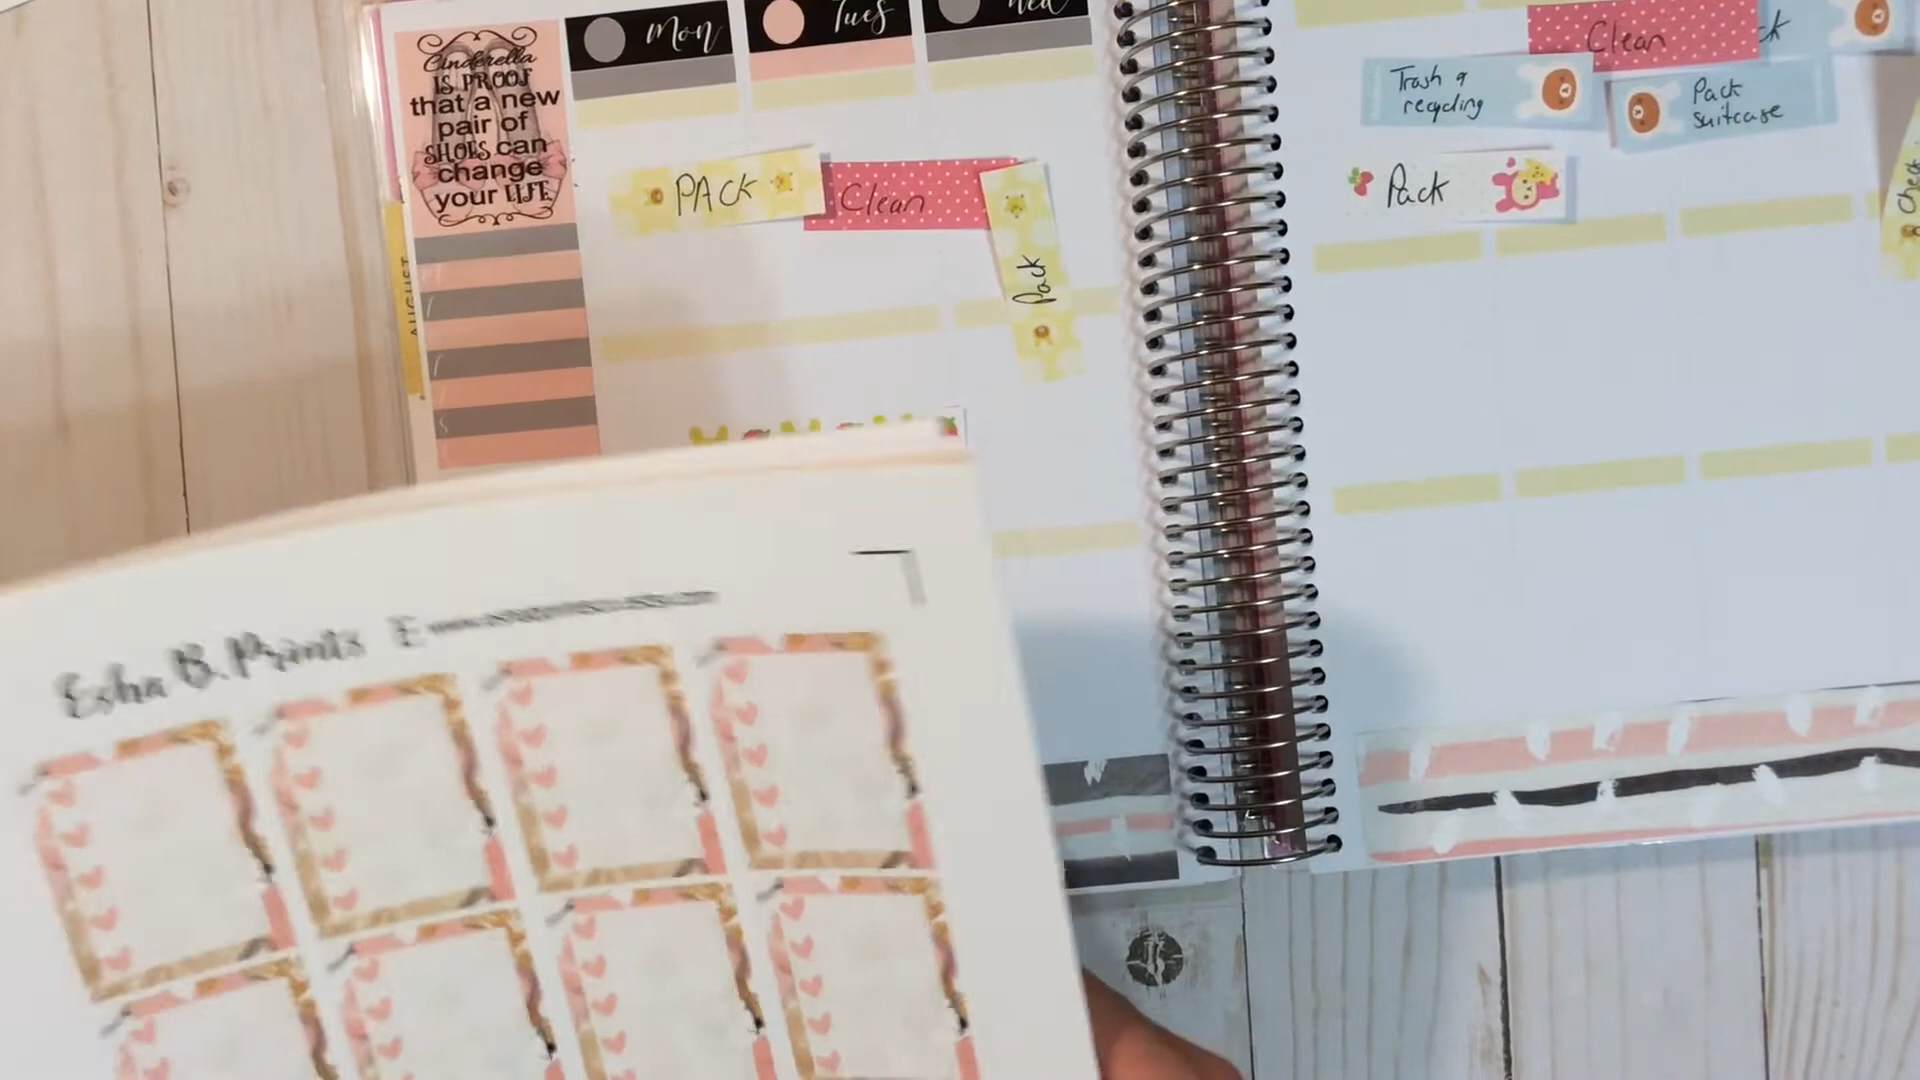 Cinderella
IS PROOF
that a new
pair of
SHOES can
change
your LIFE
Mon
Tues
AUGUST
PACK
Clean
Pack
Clean
Trash &
recycling
Pack
suitcase
Pack
Check
Esha B. Prints E